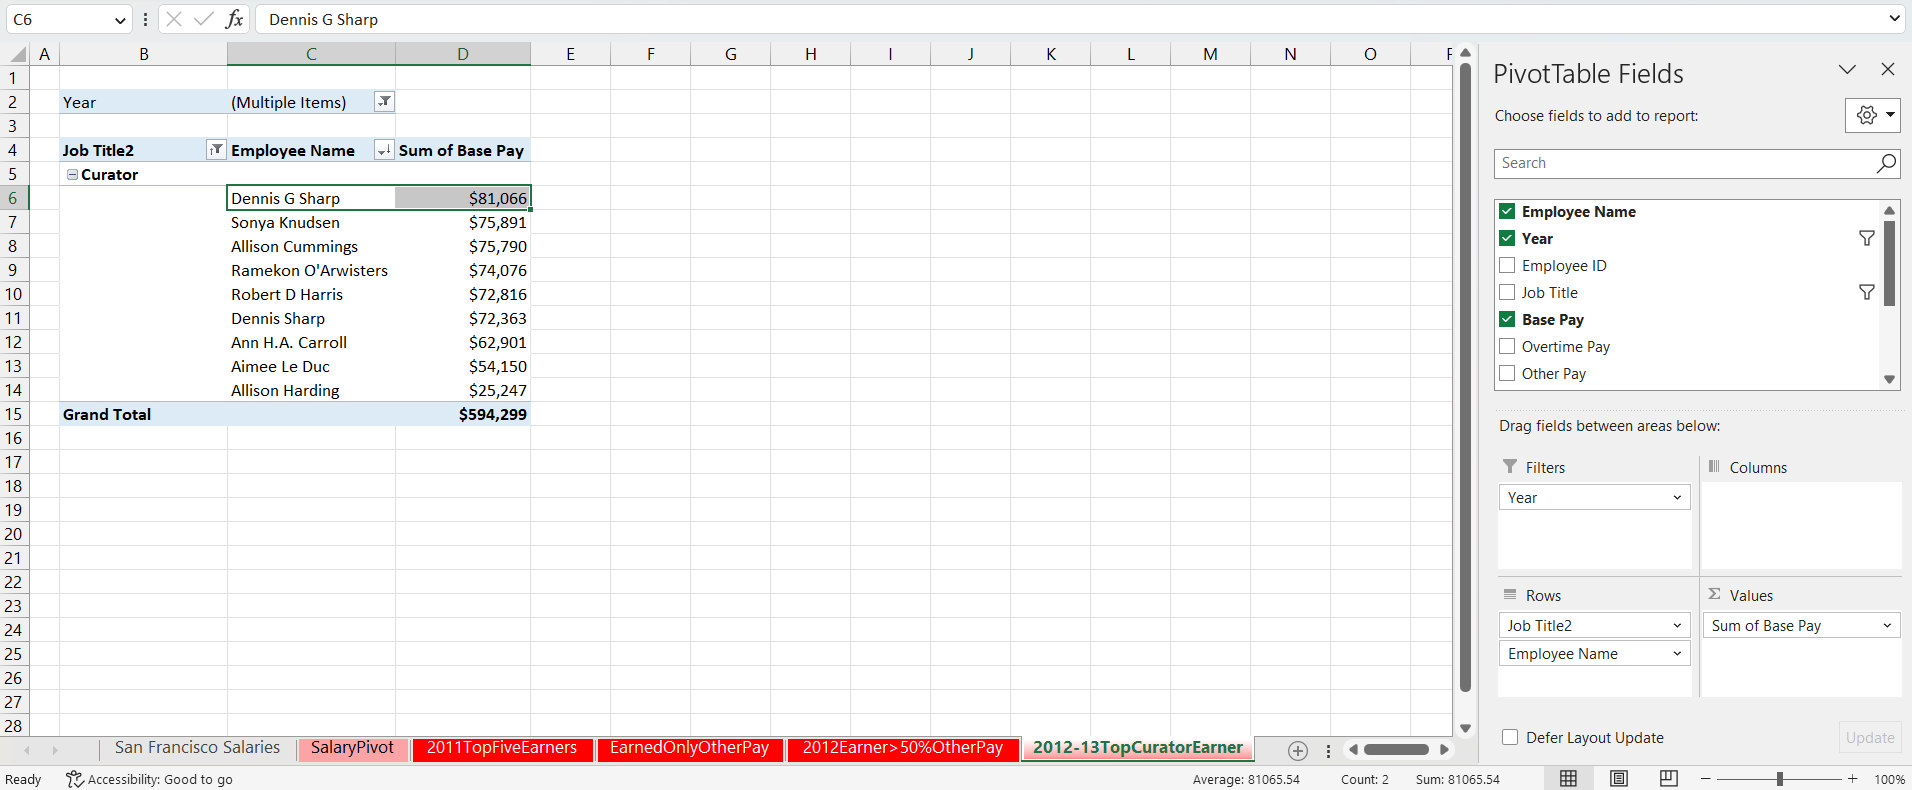 C6 fx Dennis G Sharp
A B C D E F G H I J K L M N O
PivotTable Fields
1
2 Year (Multiple Items)
Choose fields to add to report:
3
4 Job Title2 Employee Name Sum of Base Pay
Search
5 Curator
6 Dennis G Sharp $81,066
7 Sonya Knudsen $75,891
8 Allison Cummings $75,790
9 Ramekon O'Arwisters $74,076
10 Robert D Harris $72,816
11 Dennis Sharp $72,363
12 Ann H.A. Carroll $62,901
13 Aimee Le Duc $54,150
14 Allison Harding $25,247
15 Grand Total $594,299
16
17
18
19
20
21
22
23
24
25
26
27
28
Employee Name
Year
Employee ID
Job Title
Base Pay
Overtime Pay
Other Pay
Drag fields between areas below:
Filters
Year
Columns
Rows
Job Title2
Employee Name
Σ Values
Sum of Base Pay
Defer Layout Update Update
San Francisco Salaries SalaryPivot 2011TopFiveEarners EarnedOnlyOtherPay 2012Earner>50%OtherPay 2012-13TopCuratorEarner
Ready Accessibility: Good to go Average: 81065.54 Count: 2 Sum: 81065.54 100%